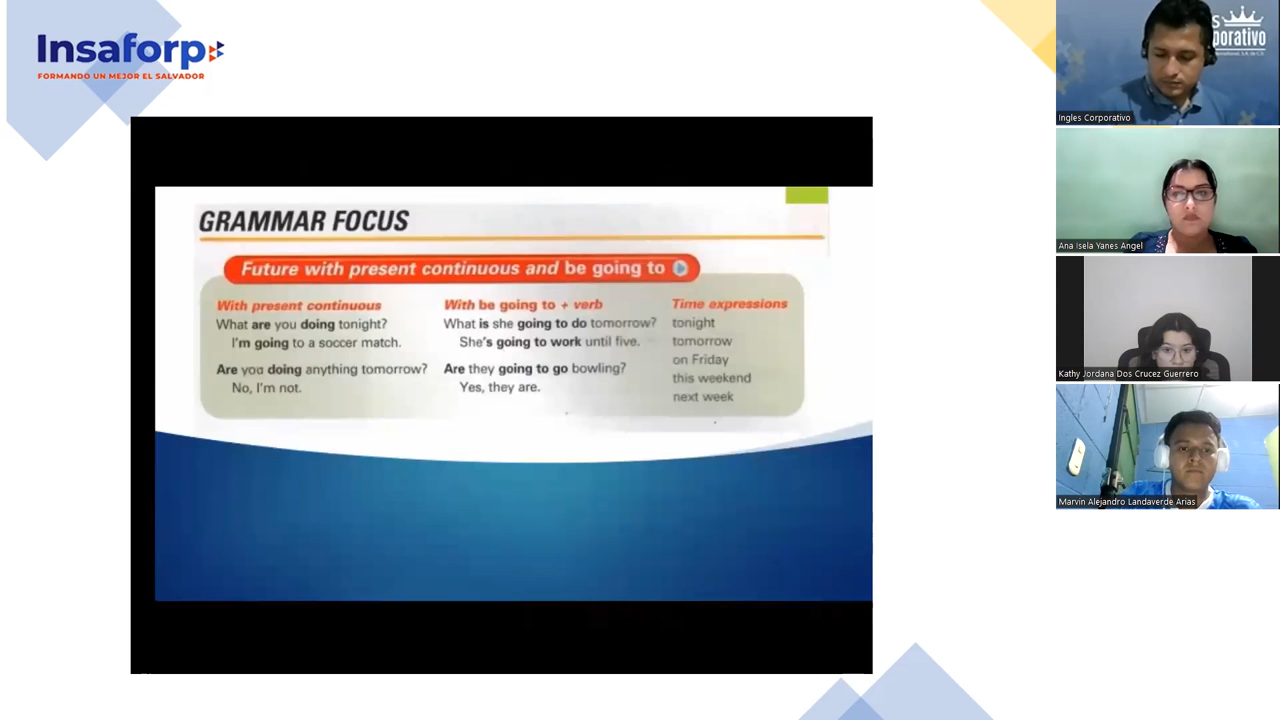 Insaforp
FORMANDO UN MEJOR EL SALVADOR
GRAMMAR FOCUS
Future with present continuous and be going to
With present continuous
What are you doing tonight?
I'm going to a soccer match.
Are you doing anything tomorrow?
No, I'm not.
With be going to + verb
What is she going to do tomorrow?
She's going to work until five.
Are they going to go bowling?
Yes, they are.
Time expressions
tonight
tomorrow
on Friday
this weekend
next week
Ingles Corporativo
Ana Isela Yanes Angel
Kathy Jordana Dos Crucez Guerrero
Marvin Alejandro Landaverde Arias